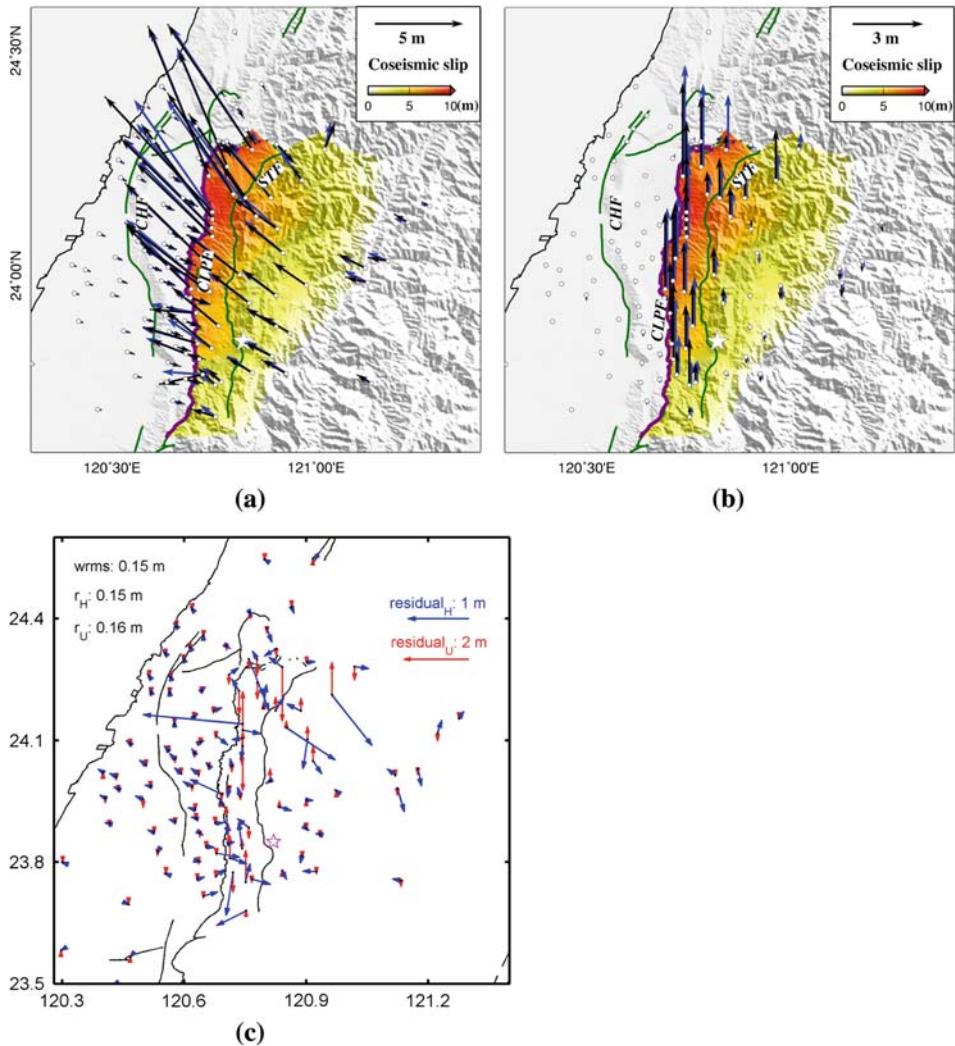 24˚30'N
24˚00'N
5 m
Coseismic slip
0 5 10(m)
CHF
CLPF
STF
120˚30'E 121˚00'E
(a)
3 m
Coseismic slip
0 5 10(m)
CHF
CLPF
STF
120˚30'E 121˚00'E
(b)
wrms: 0.15 m
r_H: 0.15 m
r_U: 0.16 m
residual_H: 1 m
residual_U: 2 m
24.4
24.1
23.8
23.5
120.3 120.6 120.9 121.2
(c)